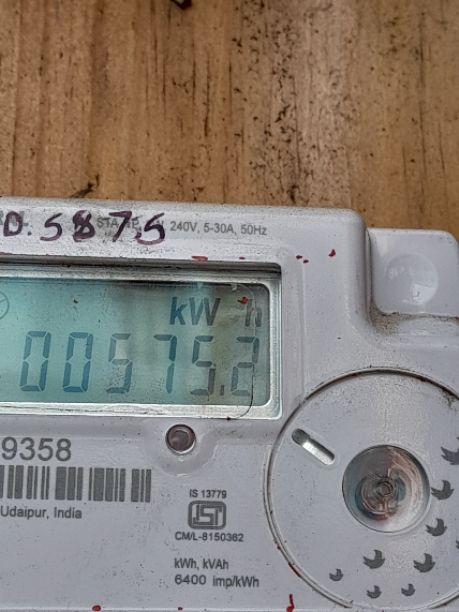 D.5875
240V, 5-30A, 50Hz
kW h
00575.2
9358
Udaipur, India
IS 13779
ISI
CM/L-8150362
kWh, kVAh
6400 imp/kWh